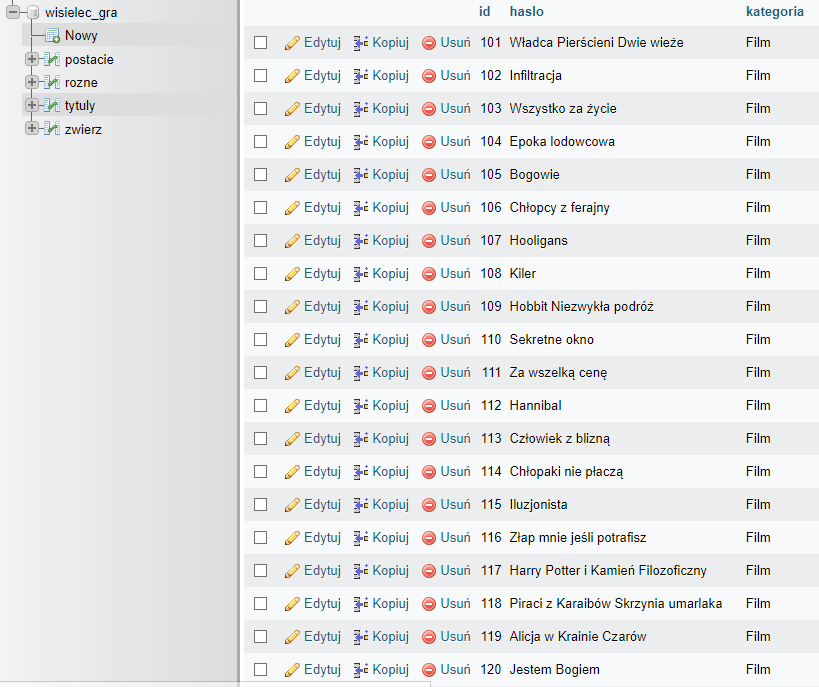 wisielec_gra
Nowy
postacie
rozne
tytuly
zwierz
id haslo kategoria
Edytuj Kopiuj Usuń 101 Władca Pierścieni Dwie wieże Film
Edytuj Kopiuj Usuń 102 Infiltracja Film
Edytuj Kopiuj Usuń 103 Wszystko za życie Film
Edytuj Kopiuj Usuń 104 Epoka lodowcowa Film
Edytuj Kopiuj Usuń 105 Bogowie Film
Edytuj Kopiuj Usuń 106 Chłopcy z ferajny Film
Edytuj Kopiuj Usuń 107 Hooligans Film
Edytuj Kopiuj Usuń 108 Kiler Film
Edytuj Kopiuj Usuń 109 Hobbit Niezwykła podróż Film
Edytuj Kopiuj Usuń 110 Sekretne okno Film
Edytuj Kopiuj Usuń 111 Za wszelką cenę Film
Edytuj Kopiuj Usuń 112 Hannibal Film
Edytuj Kopiuj Usuń 113 Człowiek z blizną Film
Edytuj Kopiuj Usuń 114 Chłopaki nie płaczą Film
Edytuj Kopiuj Usuń 115 Iluzjonista Film
Edytuj Kopiuj Usuń 116 Złap mnie jeśli potrafisz Film
Edytuj Kopiuj Usuń 117 Harry Potter i Kamień Filozoficzny Film
Edytuj Kopiuj Usuń 118 Piraci z Karaibów Skrzynia umarlaka Film
Edytuj Kopiuj Usuń 119 Alicja w Krainie Czarów Film
Edytuj Kopiuj Usuń 120 Jestem Bogiem Film